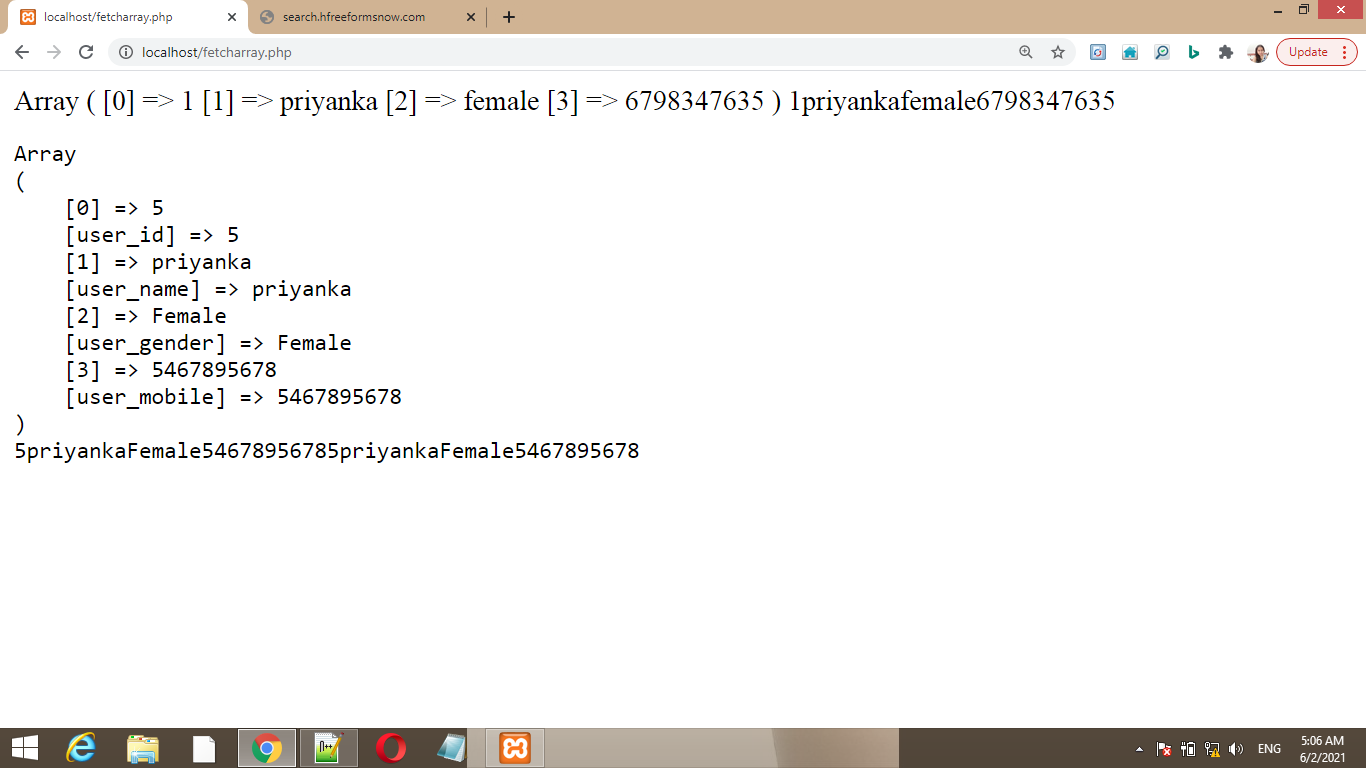 localhost/fetcharray.php
search.hfreeformsnow.com
localhost/fetcharray.php
Update
Array ( [0] => 1 [1] => priyanka [2] => female [3] => 6798347635 ) 1priyankafemale6798347635
Array
(
    [0] => 5
    [user_id] => 5
    [1] => priyanka
    [user_name] => priyanka
    [2] => Female
    [user_gender] => Female
    [3] => 5467895678
    [user_mobile] => 5467895678
)
5priyankaFemale54678956785priyankaFemale5467895678
ENG
5:06 AM
6/2/2021